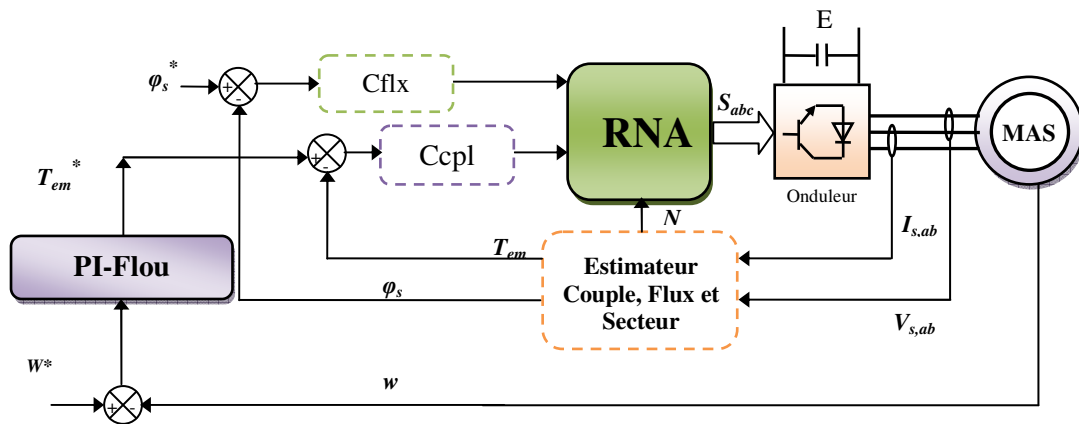 E
φs*
Cflx
Sabc
RNA
MAS
Ccpl
Tem*
Onduleur
N
Is,ab
PI-Flou
Tem
Estimateur
Couple, Flux et
Secteur
φs
Vs,ab
W*
w
+
-
+
-
+
-